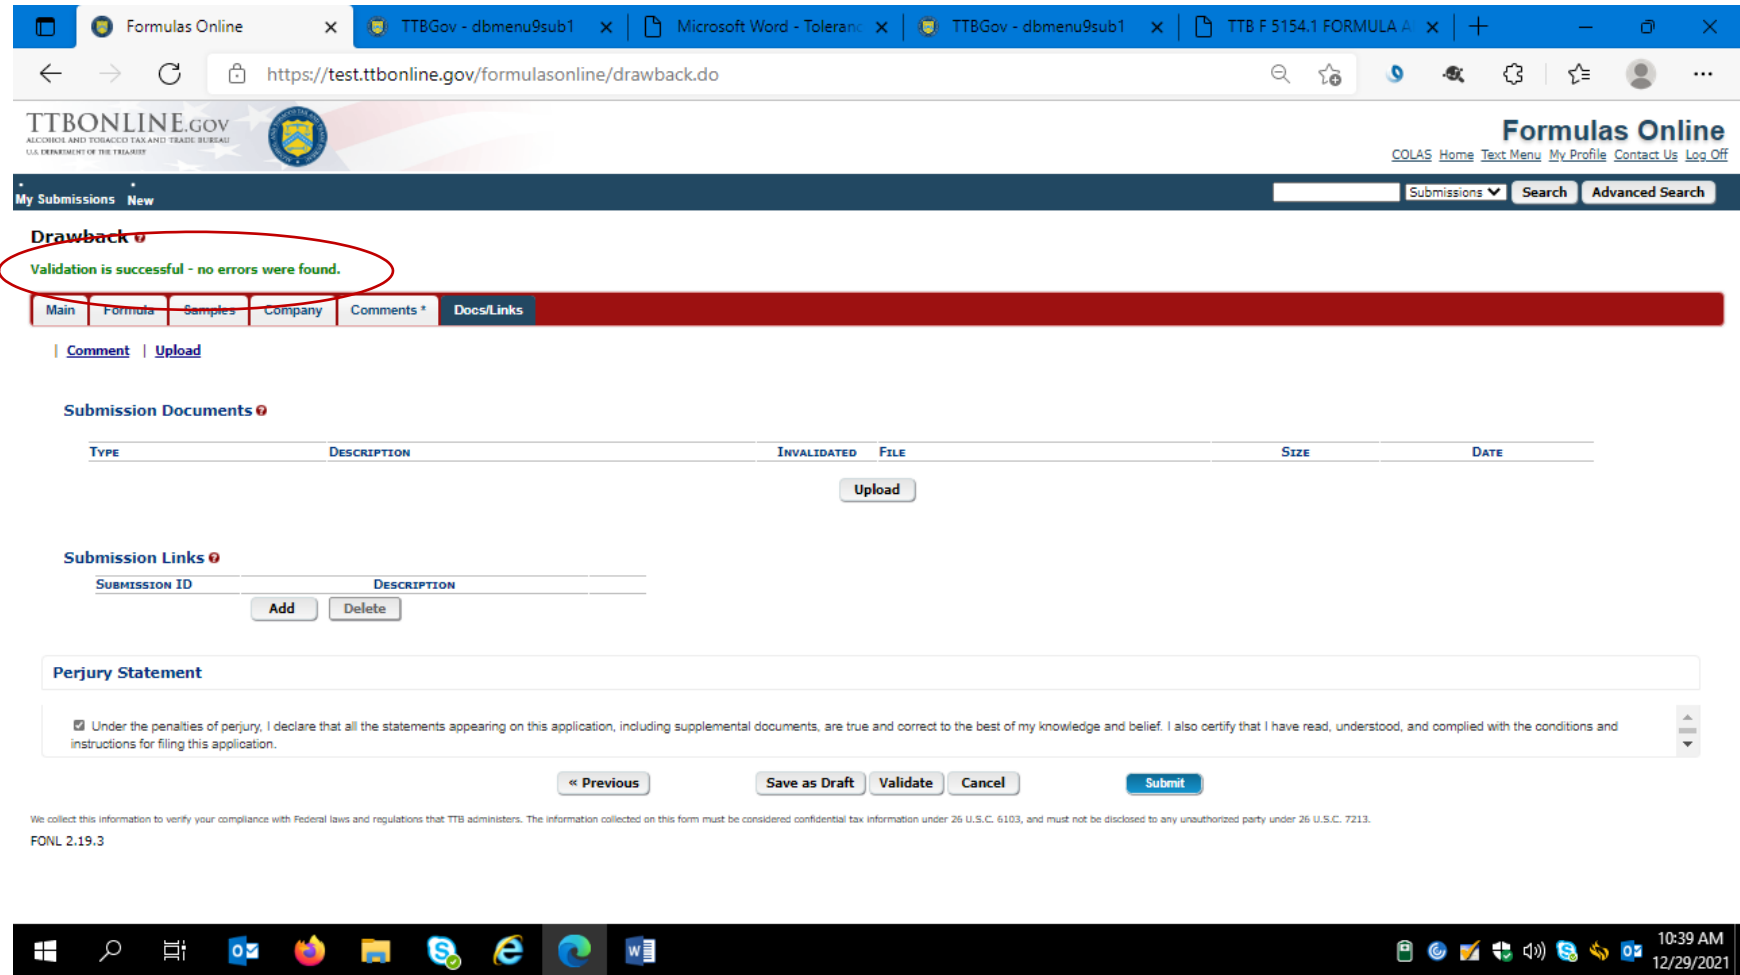 Formulas Online
TTBGov - dbmenu9sub1
Microsoft Word - Toleranc
TTBGov - dbmenu9sub1
TTB F 5154.1 FORMULA A
https://test.ttbonline.gov/formulasonline/drawback.do
TTBONLINE.GOV
ALCOHOL AND TOBACCO TAX AND TRADE BUREAU
U.S. DEPARTMENT OF THE TREASURY
Formulas Online
COLAS Home Text Menu My Profile Contact Us Log Off
My Submissions New
Submissions Search Advanced Search
Drawback
Validation is successful - no errors were found.
Main Formula Samples Company Comments * Docs/Links
| Comment | Upload
Submission Documents
TYPE DESCRIPTION INVALIDATED FILE SIZE DATE
Upload
Submission Links
SUBMISSION ID DESCRIPTION
Add Delete
Perjury Statement
Under the penalties of perjury, I declare that all the statements appearing on this application, including supplemental documents, are true and correct to the best of my knowledge and belief. I also certify that I have read, understood, and complied with the conditions and
instructions for filing this application.
« Previous Save as Draft Validate Cancel Submit
We collect this information to verify your compliance with Federal laws and regulations that TTB administers. The information collected on this form must be considered confidential tax information under 26 U.S.C. 6103, and must not be disclosed to any unauthorized party under 26 U.S.C. 7213.
FONL 2.19.3
10:39 AM
12/29/2021